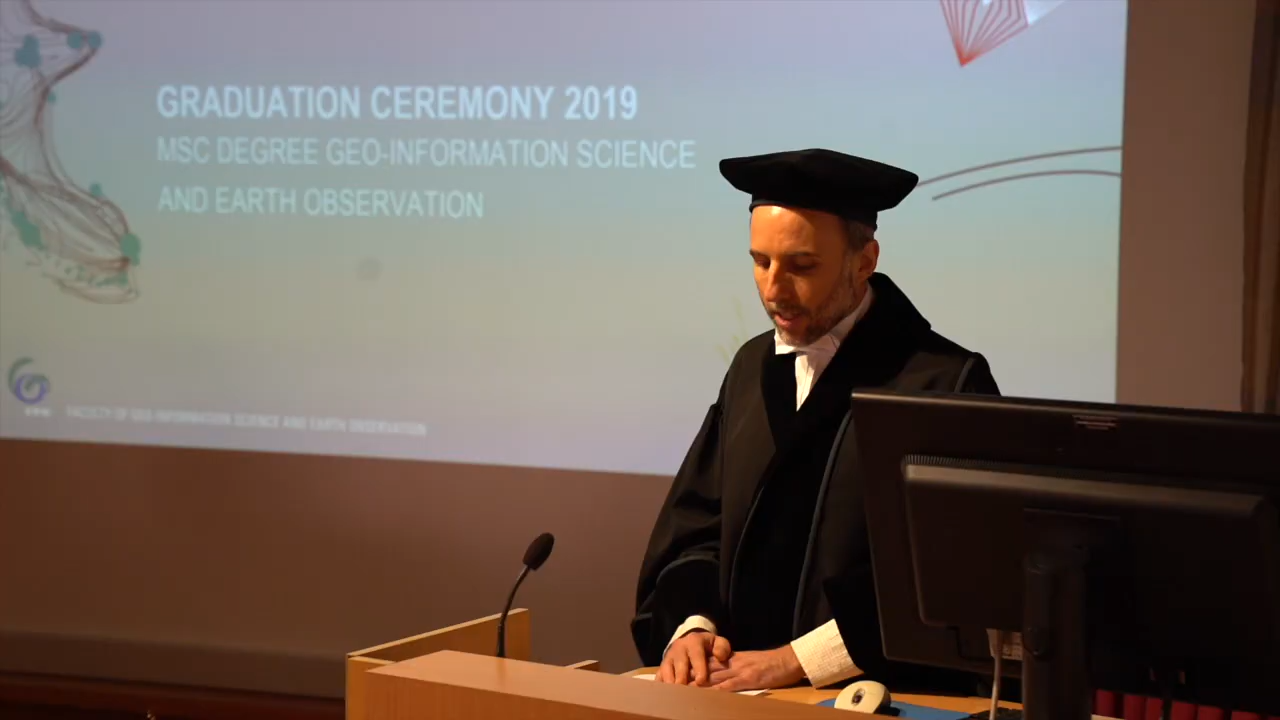 GRADUATION CEREMONY 2019
MSC DEGREE GEO-INFORMATION SCIENCE
AND EARTH OBSERVATION
FACULTY OF GEO-INFORMATION SCIENCE AND EARTH OBSERVATION